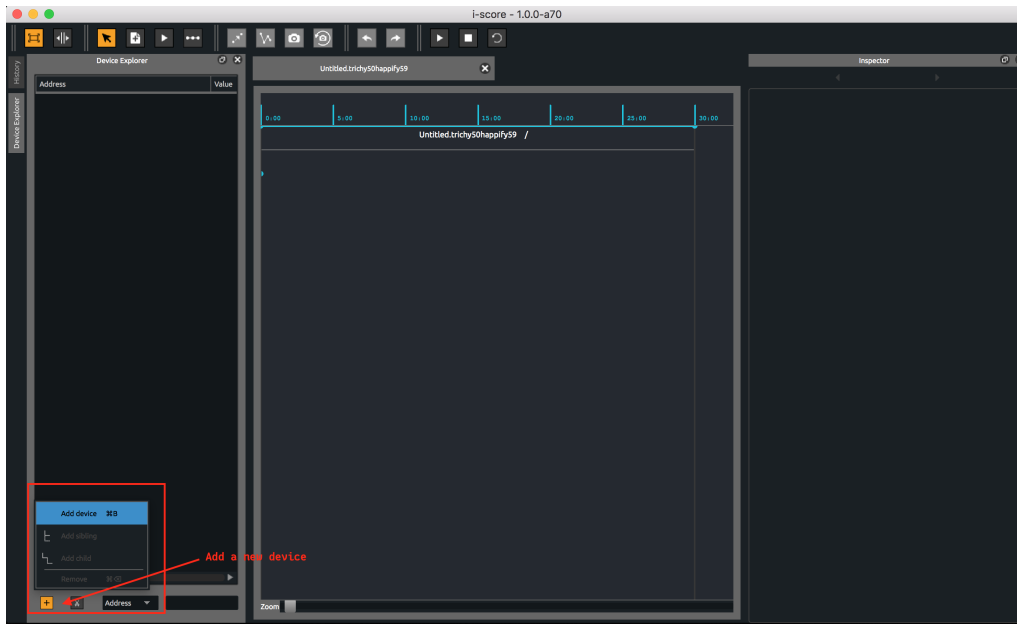 i-score - 1.0.0-a70
History
Device Explorer
Device Explorer
Address
Value
Untitled.trichy50happify59
0:00
5:00
10:00
15:00
20:00
25:00
30:00
Untitled.trichy50happify59 /
Inspector
Add device ⌘B
Add sibling
Add child
Remove ⌘⌫
Add a new device
Address
Zoom